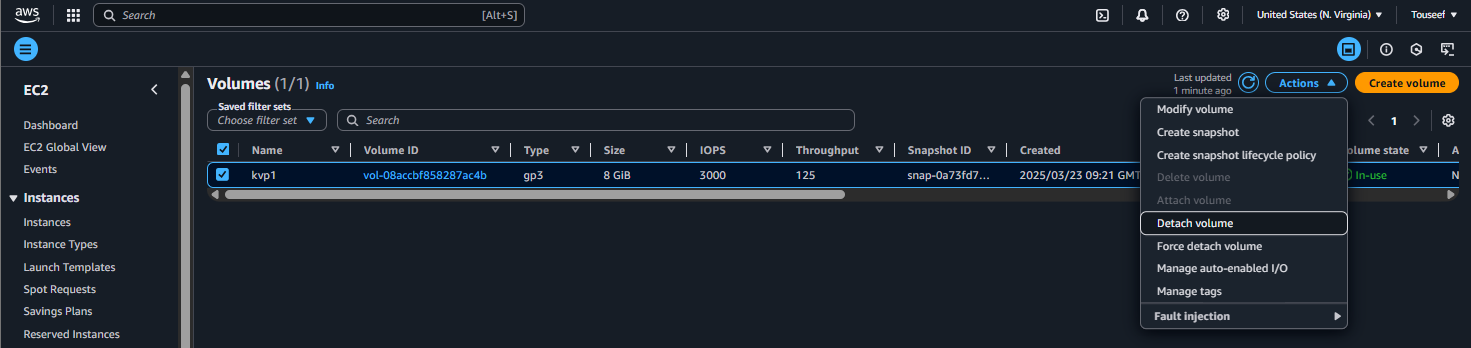 aws
Search [Alt+S]
United States (N. Virginia) Touseef
EC2
Dashboard
EC2 Global View
Events
Instances
Instances
Instance Types
Launch Templates
Spot Requests
Savings Plans
Reserved Instances
Volumes (1/1) Info
Last updated
1 minute ago
Actions
Create volume
Saved filter sets
Choose filter set
Search
1
Name Volume ID Type Size IOPS Throughput Snapshot ID Created olume state A
kvp1 vol-08accbf858287ac4b gp3 8 GiB 3000 125 snap-0a73fd7... 2025/03/23 09:21 GMT In-use N
Modify volume
Create snapshot
Create snapshot lifecycle policy
Delete volume
Attach volume
Detach volume
Force detach volume
Manage auto-enabled I/O
Manage tags
Fault injection